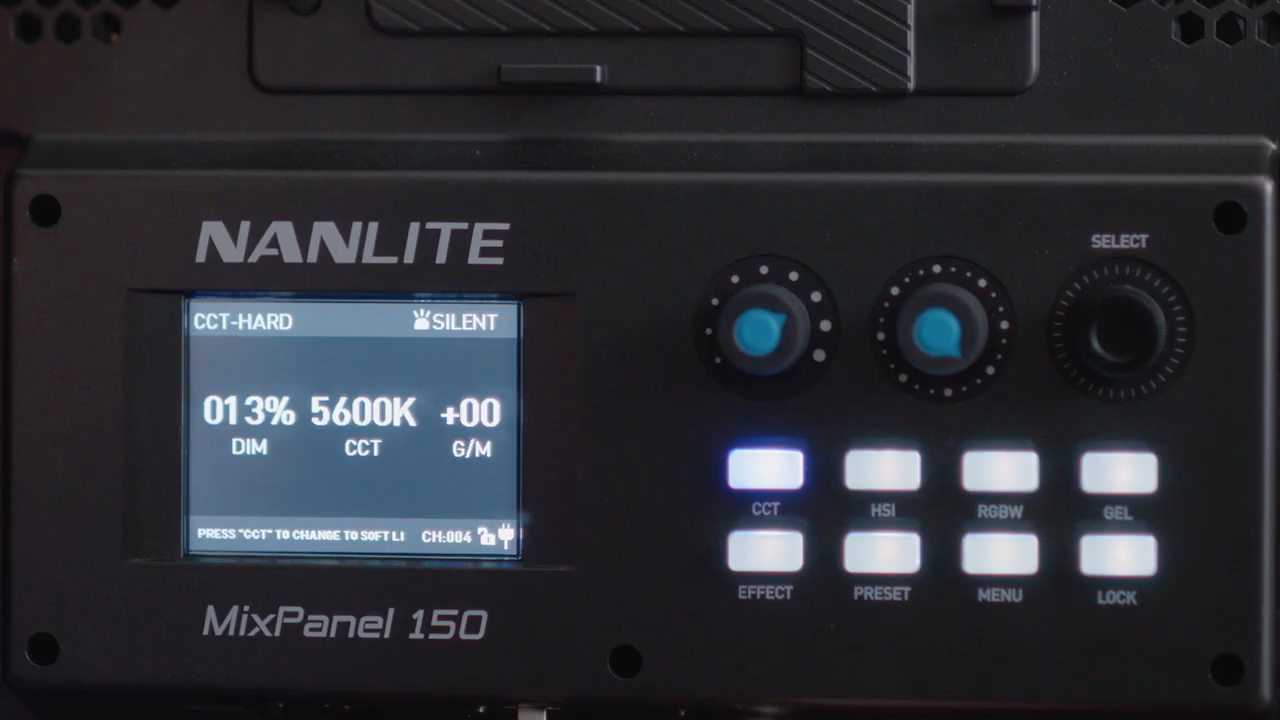 NANLITE
SELECT
CCT-HARD SILENT
013% 5600K +00
DIM CCT G/M
PRESS "CCT" TO CHANGE TO SOFT LI CH:004
CCT HSI RGBW GEL
EFFECT PRESET MENU LOCK
MixPanel 150